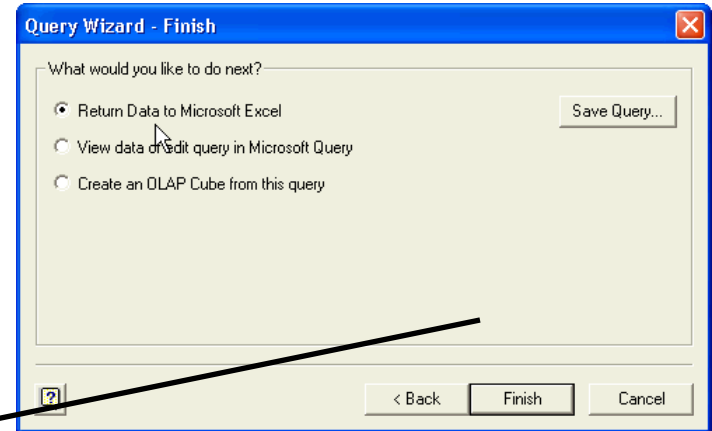 Query Wizard - Finish
What would you like to do next?
Return Data to Microsoft Excel
Save Query...
View data or edit query in Microsoft Query
Create an OLAP Cube from this query
?
< Back
Finish
Cancel